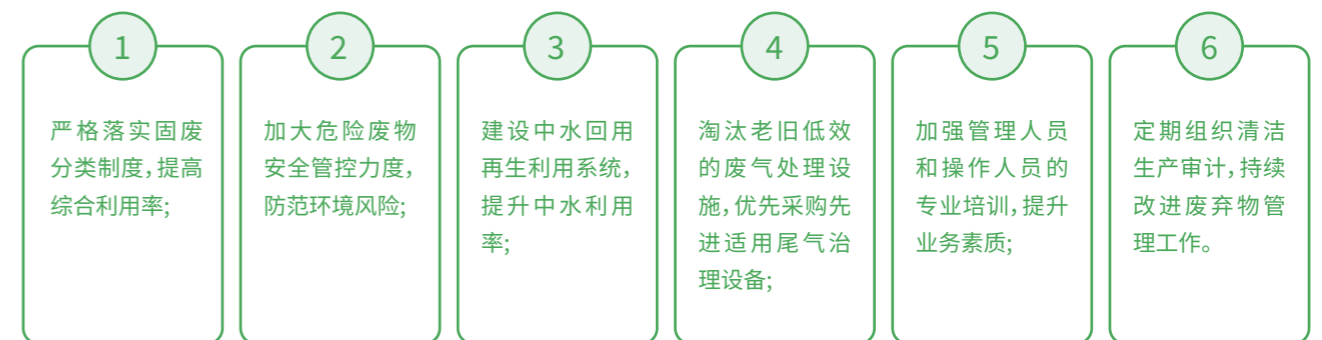 1
严格落实固废
分类制度，提高
综合利用率;
2
加大危险废物
安全管控力度，
防范环境风险;
3
建设中水回用
再生利用系统，
提升中水利用
率;
4
淘汰老旧低效
的废气处理设
施，优先采购先
进适用尾气治
理设备;
5
加强管理人员
和操作人员的
专业培训，提升
业务素质;
6
定期组织清洁
生产审计，持续
改进废弃物管
理工作。